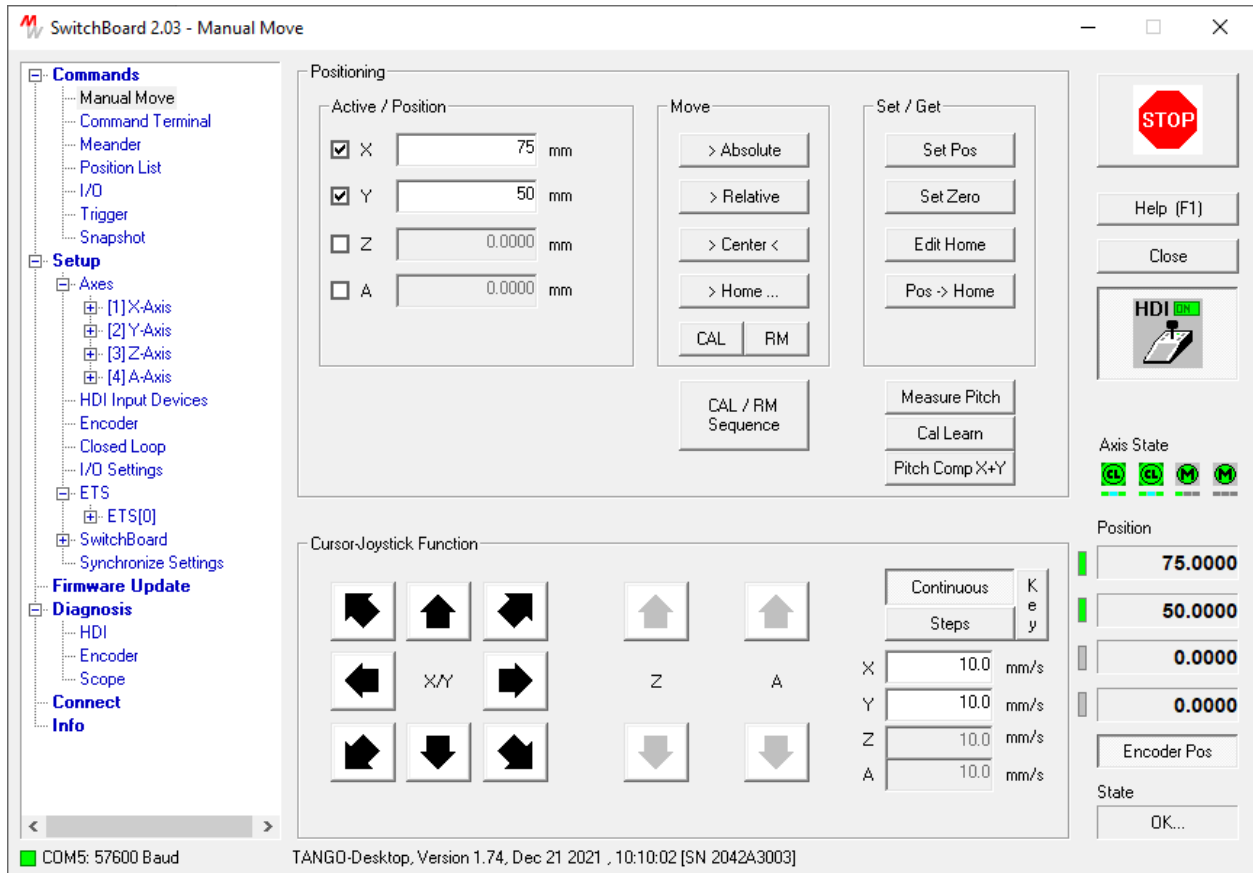 SwitchBoard 2.03 - Manual Move
Commands
Manual Move
Command Terminal
Meander
Position List
I/O
Trigger
Snapshot
Setup
Axes
[1] X-Axis
[2] Y-Axis
[3] Z-Axis
[4] A-Axis
HDI Input Devices
Encoder
Closed Loop
I/O Settings
ETS
ETS[0]
SwitchBoard
Synchronize Settings
Firmware Update
Diagnosis
HDI
Encoder
Scope
Connect
Info
Positioning
Active / Position
X 75 mm
Y 50 mm
Z 0.0000 mm
A 0.0000 mm
Move
> Absolute
> Relative
> Center <
> Home ...
CAL RM
CAL / RM
Sequence
Set / Get
Set Pos
Set Zero
Edit Home
Pos -> Home
Measure Pitch
Cal Learn
Pitch Comp X+Y
Cursor-Joystick Function
X/Y
Z
A
Continuous
Steps
Key
X 10.0 mm/s
Y 10.0 mm/s
Z 10.0 mm/s
A 10.0 mm/s
STOP
Help (F1)
Close
HDI ON
Axis State
CL CL M M
Position
75.0000
50.0000
0.0000
0.0000
Encoder Pos
State
OK...
COM5: 57600 Baud
TANGO-Desktop, Version 1.74, Dec 21 2021 , 10:10:02 [SN 2042A3003]